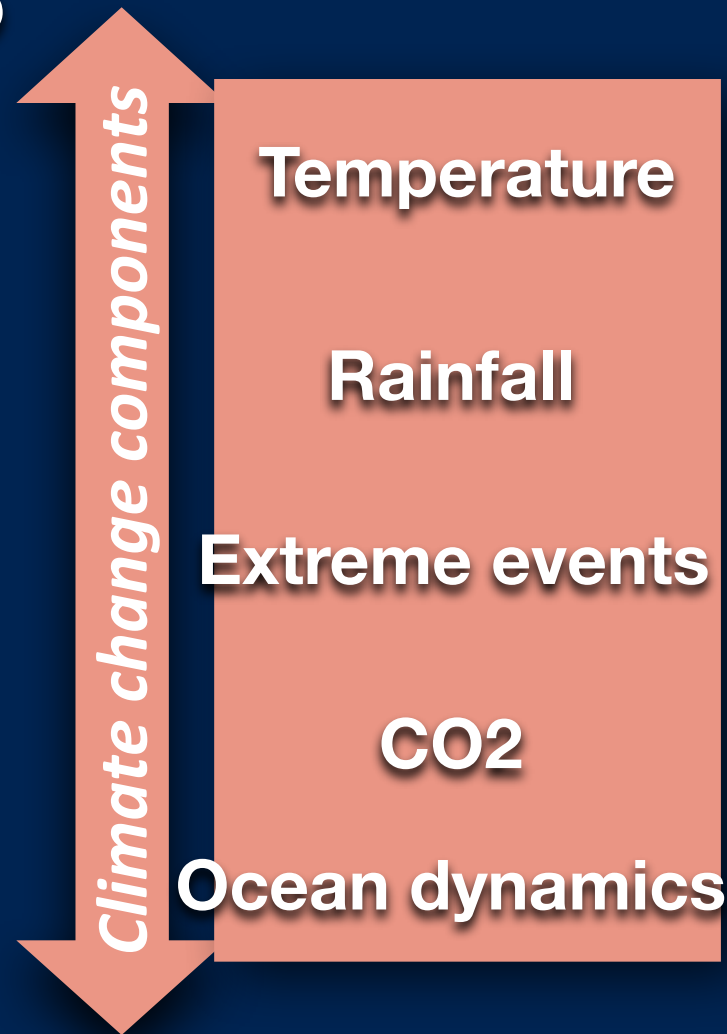 Climate change components
Temperature
Rainfall
Extreme events
CO2
Ocean dynamics